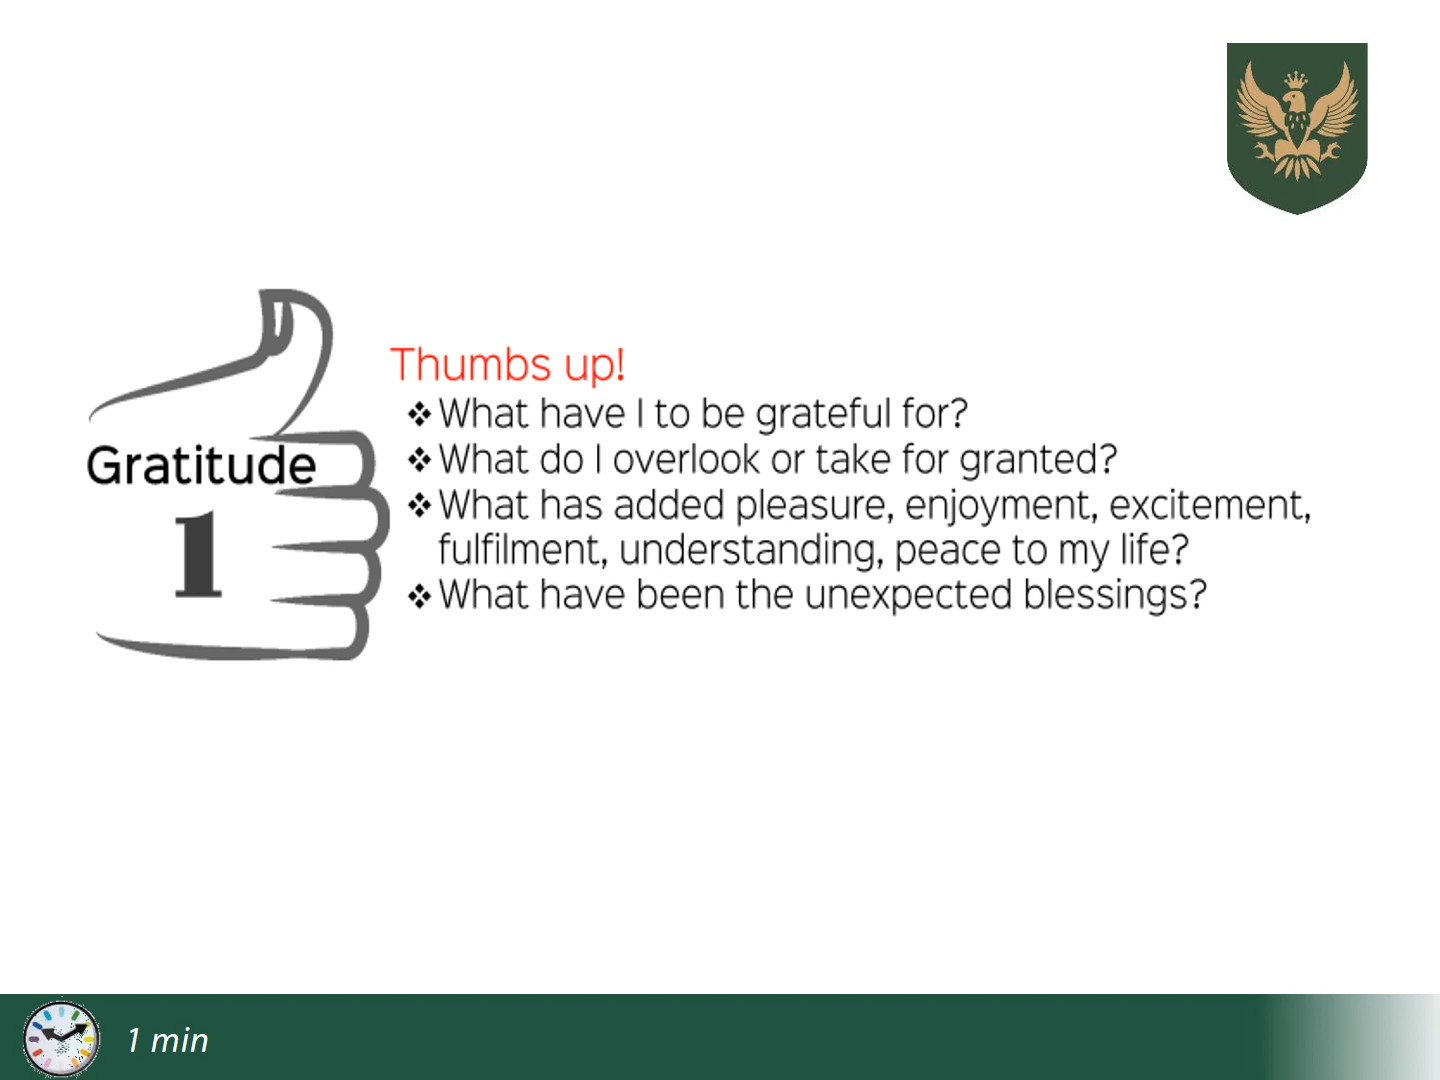 Thumbs up!
❖ What have I to be grateful for?
❖ What do I overlook or take for granted?
❖ What has added pleasure, enjoyment, excitement,
fulfilment, understanding, peace to my life?
❖ What have been the unexpected blessings?
Gratitude
1
1 min